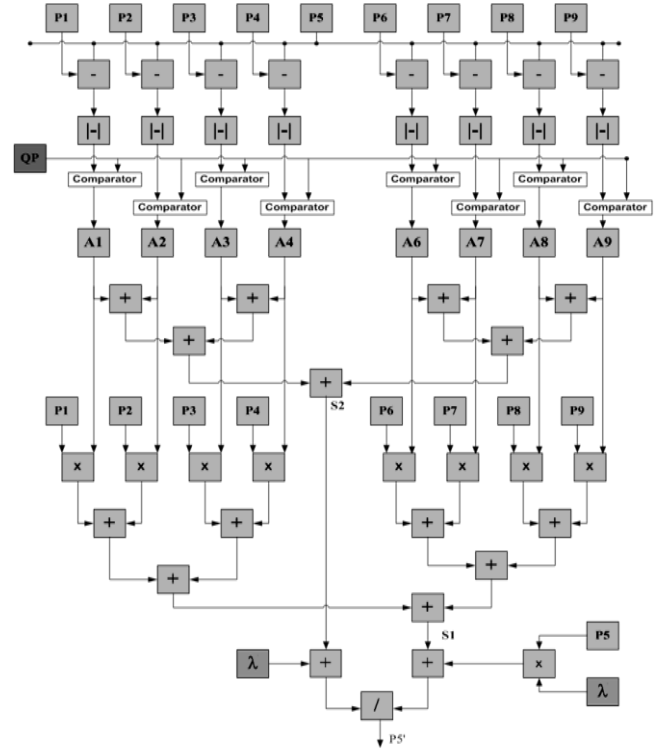 P1 P2 P3 P4 P5 P6 P7 P8 P9
- - - - - - - -
|-| |-| |-| |-| |-| |-| |-| |-|
QP
Comparator Comparator Comparator Comparator
Comparator Comparator Comparator Comparator
A1 A2 A3 A4 A6 A7 A8 A9
+ + + +
+ +
+
S2
P1 P2 P3 P4 P6 P7 P8 P9
x x x x x x x x
+ + + +
+ +
+
S1
P5
λ + + x
λ
/
P5'